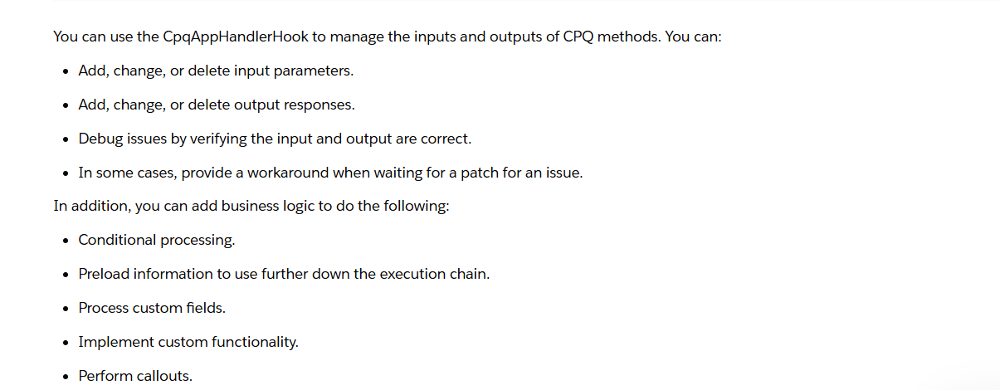 You can use the CpqAppHandlerHook to manage the inputs and outputs of CPQ methods. You can:
• Add, change, or delete input parameters.
• Add, change, or delete output responses.
• Debug issues by verifying the input and output are correct.
• In some cases, provide a workaround when waiting for a patch for an issue.
In addition, you can add business logic to do the following:
• Conditional processing.
• Preload information to use further down the execution chain.
• Process custom fields.
• Implement custom functionality.
• Perform callouts.